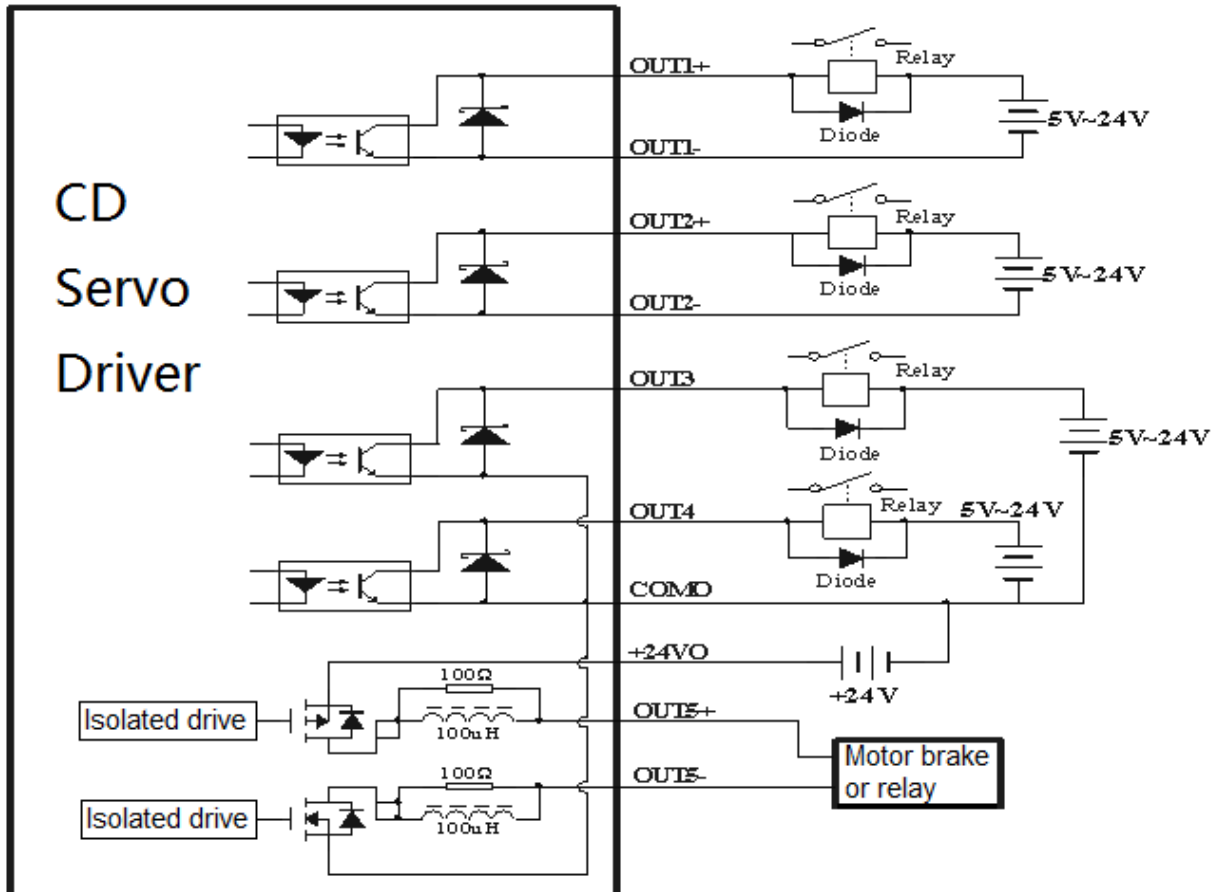 OUT1+
Relay
Diode
5V~24V
OUT1-
CD
Servo
Driver
OUT2+
Relay
Diode
5V~24V
OUT2-
OUT3
Relay
Diode
5V~24V
OUT4
Relay
5V~24V
Diode
COMO
+24VO
+24V
100Ω
100uH
Isolated drive
OUT5+
Motor brake
or relay
OUT5-
100Ω
100uH
Isolated drive